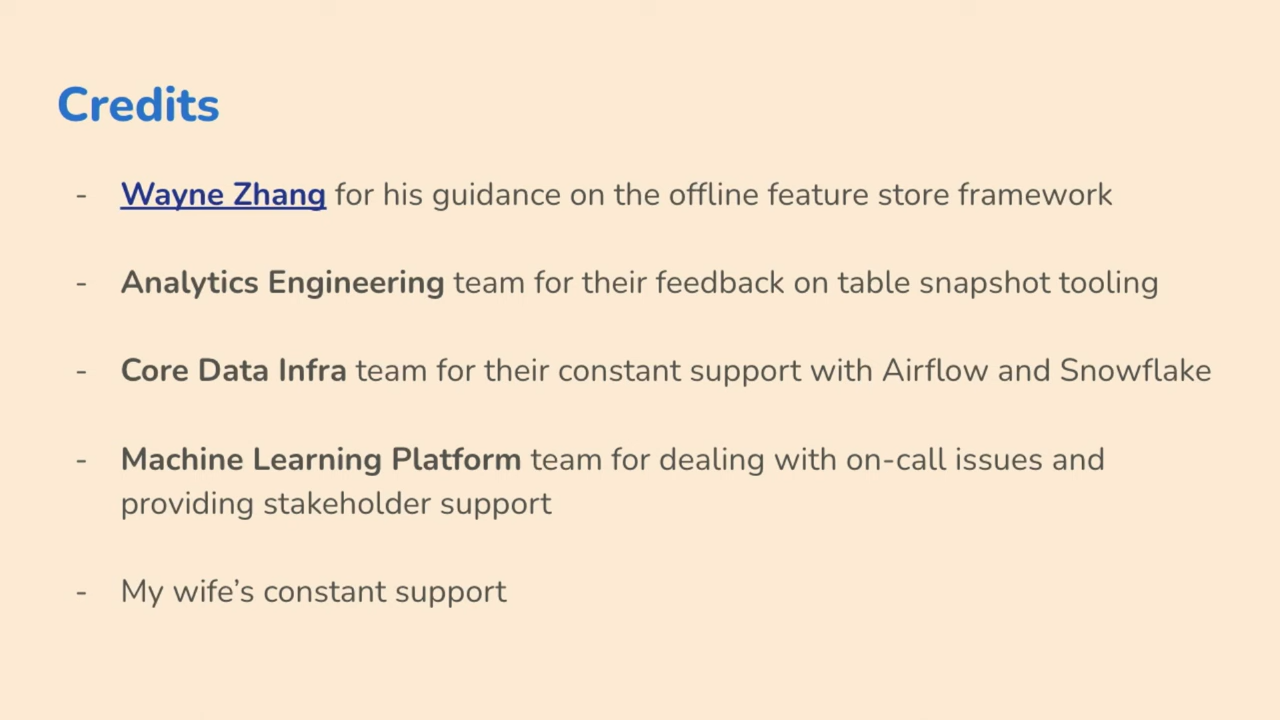 Credits
- Wayne Zhang for his guidance on the offline feature store framework
- Analytics Engineering team for their feedback on table snapshot tooling
- Core Data Infra team for their constant support with Airflow and Snowflake
- Machine Learning Platform team for dealing with on-call issues and
providing stakeholder support
- My wife’s constant support